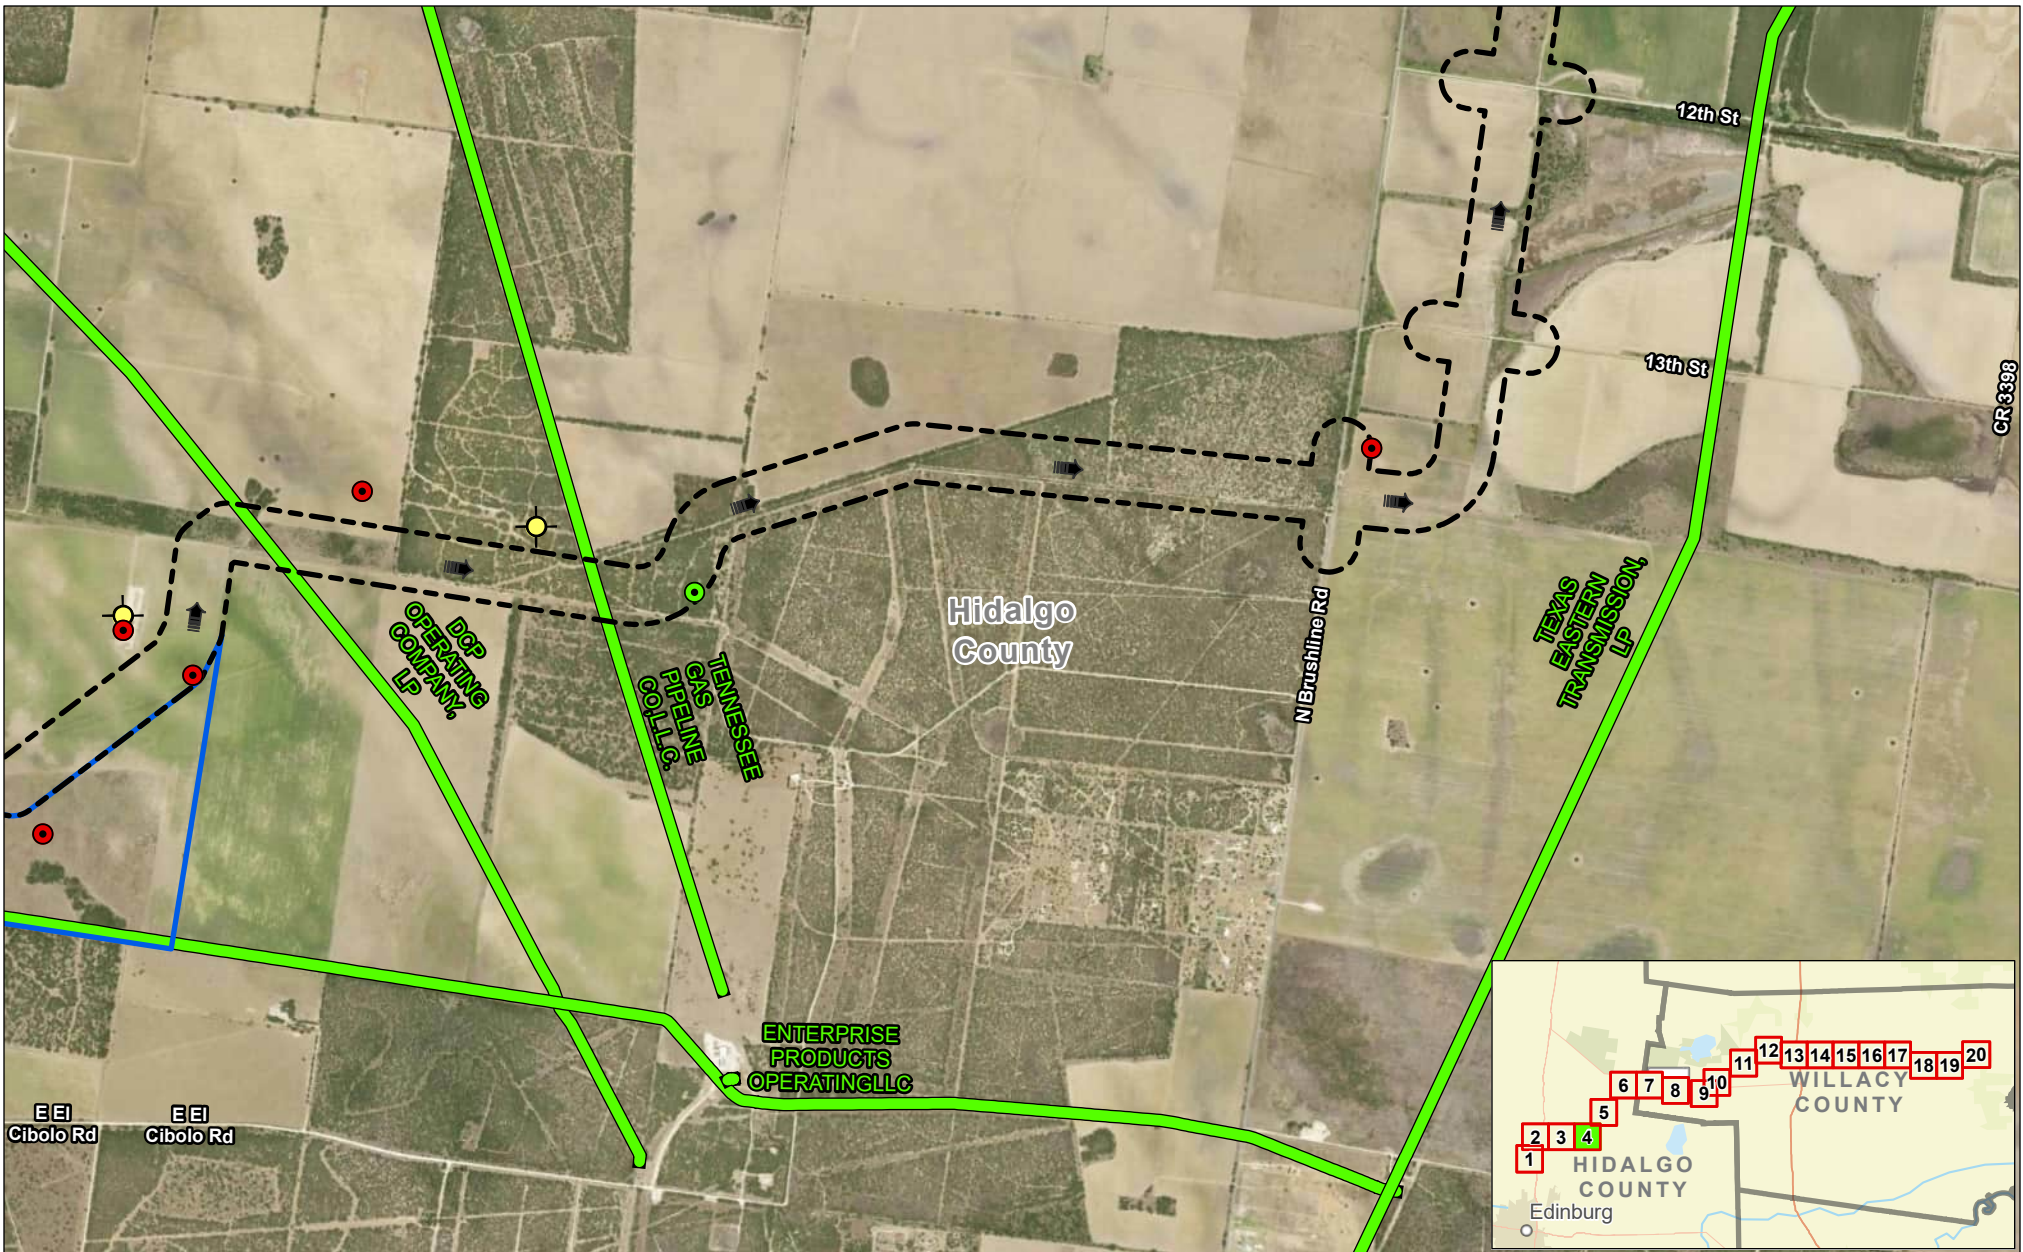 12th St
13th St
CR 3398
Hidalgo
County
N Brushline Rd
DCP
OPERATING
COMPANY,
LP
TENNESSEE
GAS
PIPELINE
CO,L.L.C.
TEXAS
EASTERN
TRANSMISSION,
LP
ENTERPRISE
PRODUCTS
OPERATINGLLC
E El
Cibolo Rd
E El
Cibolo Rd
1
2
3
4
5
6
7
8
9
10
11
12
13
14
15
16
17
18
19
20
WILLACY
COUNTY
HIDALGO
COUNTY
Edinburg